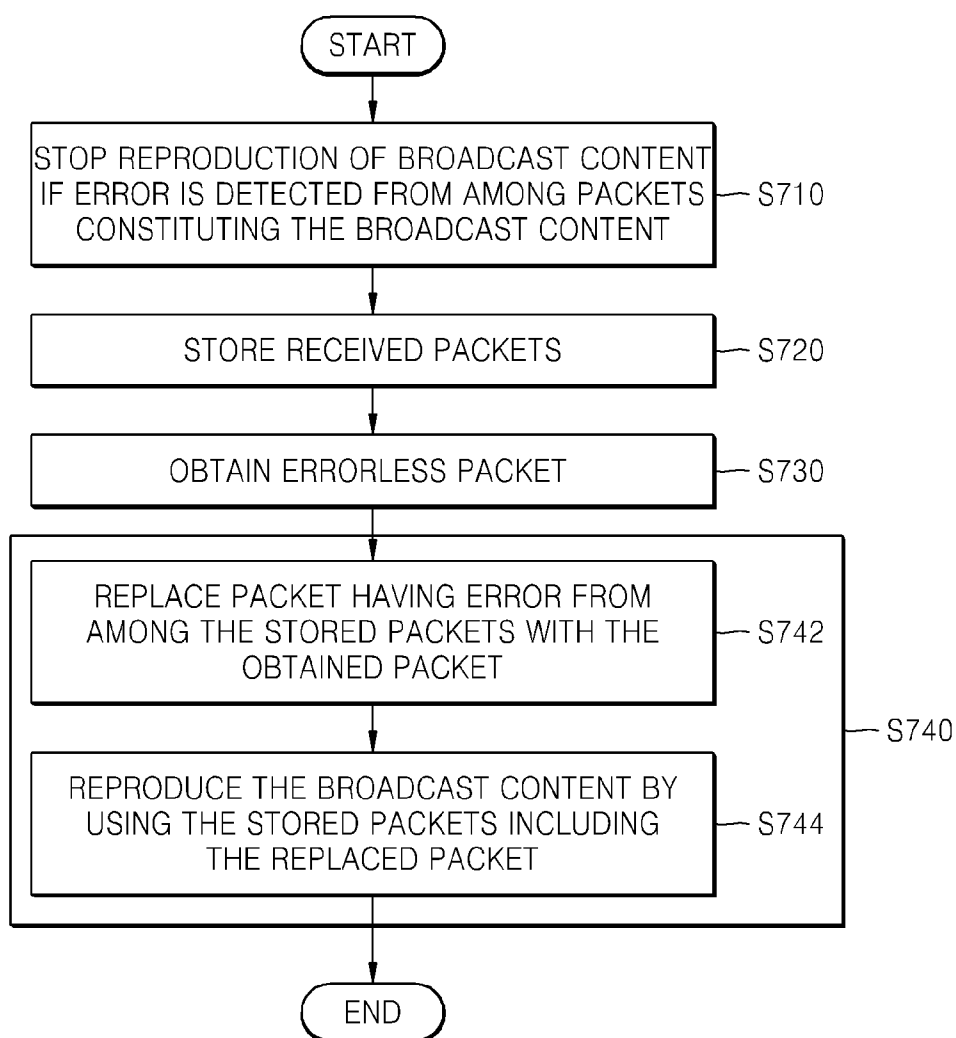 START
STOP REPRODUCTION OF BROADCAST CONTENT
IF ERROR IS DETECTED FROM AMONG PACKETS
CONSTITUTING THE BROADCAST CONTENT
S710
STORE RECEIVED PACKETS
S720
OBTAIN ERRORLESS PACKET
S730
REPLACE PACKET HAVING ERROR FROM
AMONG THE STORED PACKETS WITH THE
OBTAINED PACKET
S742
S740
REPRODUCE THE BROADCAST CONTENT BY
USING THE STORED PACKETS INCLUDING
THE REPLACED PACKET
S744
END